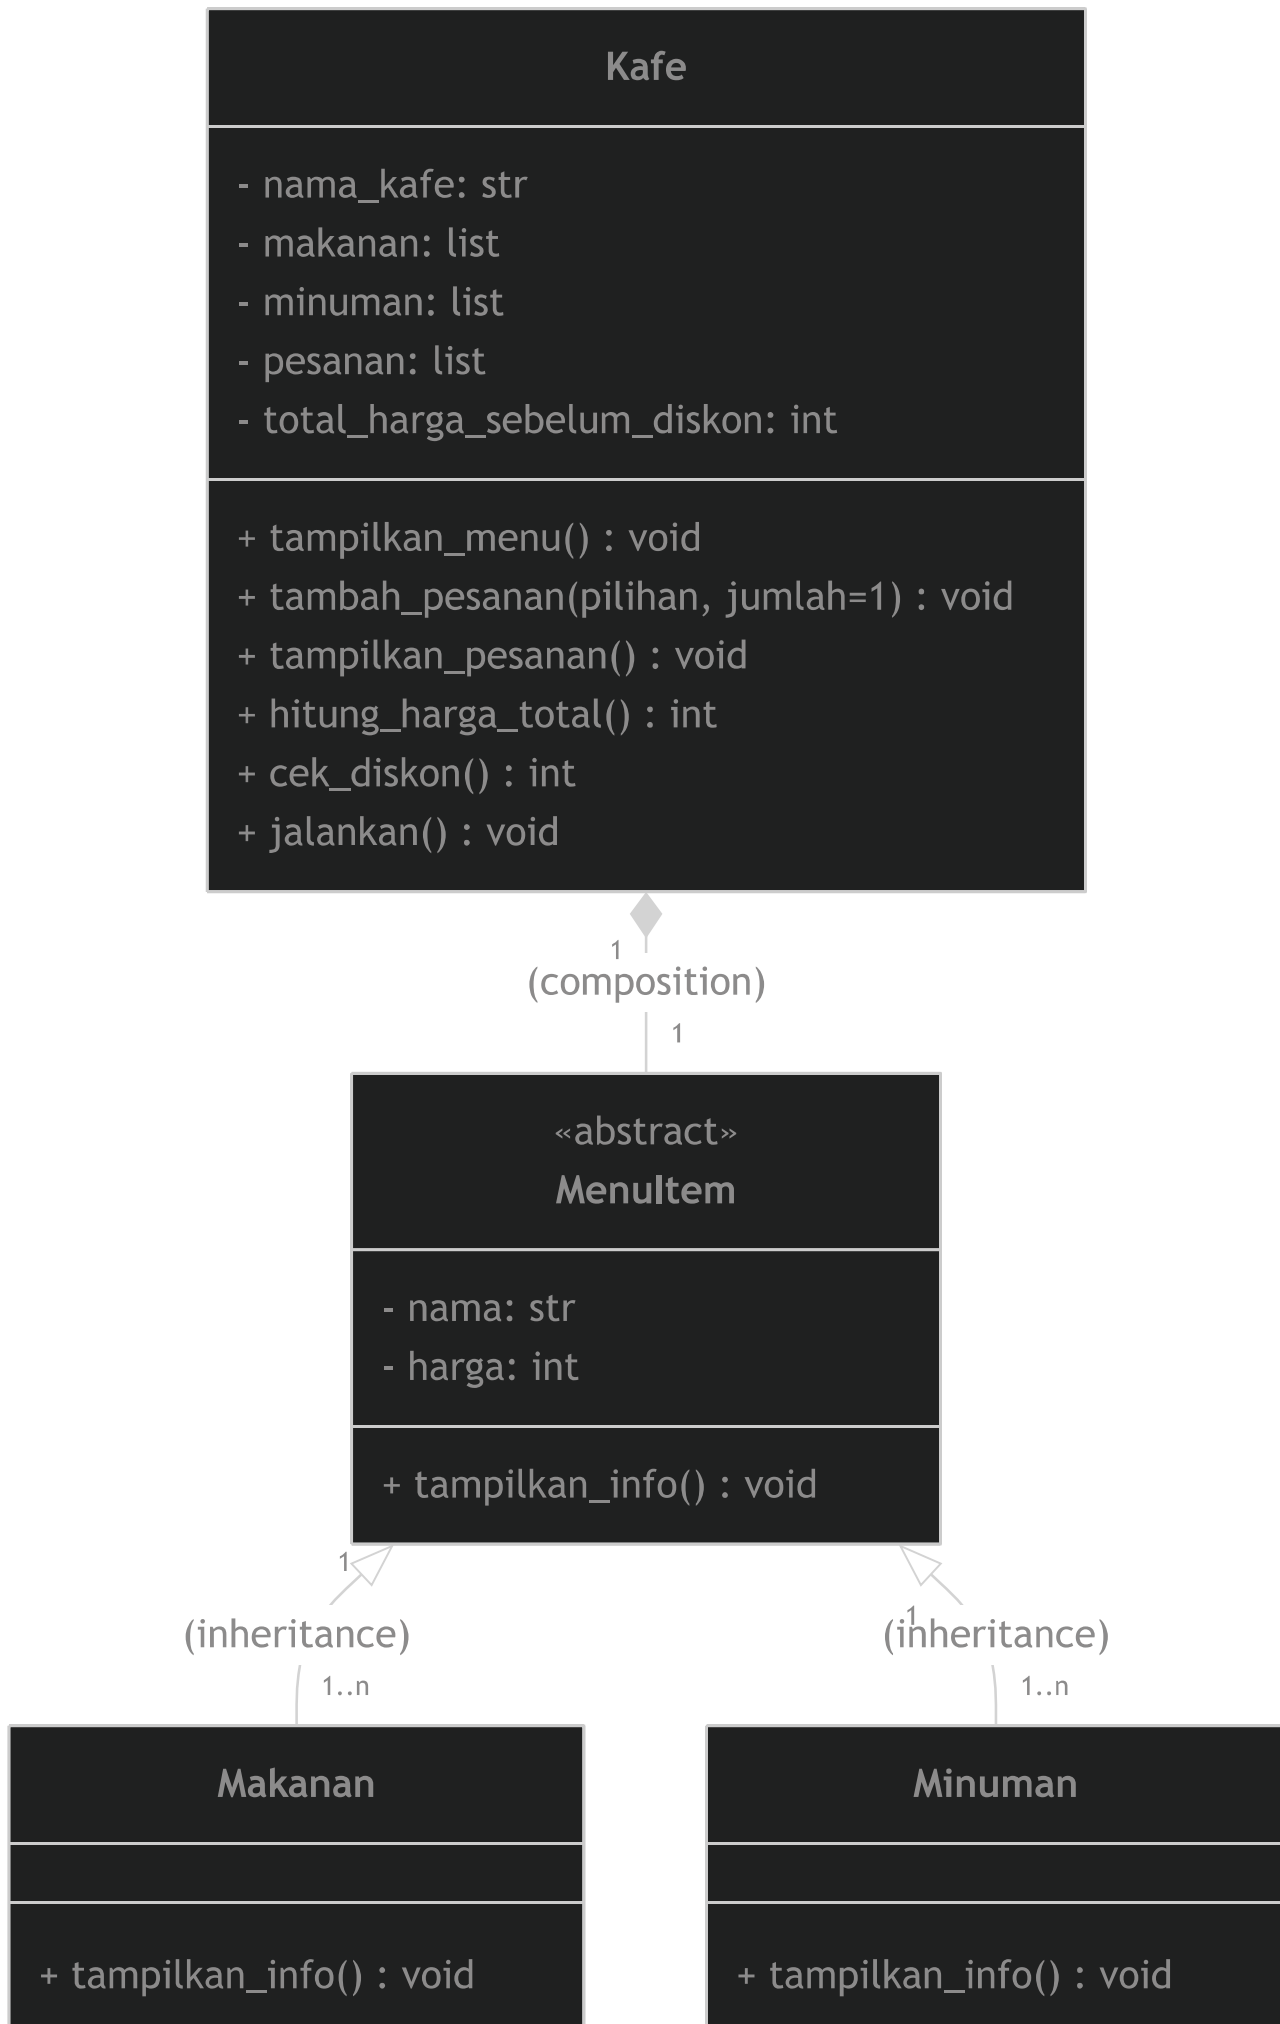 Kafe
- nama_kafe: str
- makanan: list
- minuman: list
- pesanan: list
- total_harga_sebelum_diskon: int
+ tampilkan_menu() : void
+ tambah_pesanan(pilihan, jumlah=1) : void
+ tampilkan_pesanan() : void
+ hitung_harga_total() : int
+ cek_diskon() : int
+ jalankan() : void
1
(composition)
1
«abstract»
MenuItem
- nama: str
- harga: int
+ tampilkan_info() : void
1
1
(inheritance)
(inheritance)
1..n
1..n
Makanan
+ tampilkan_info() : void
Minuman
+ tampilkan_info() : void